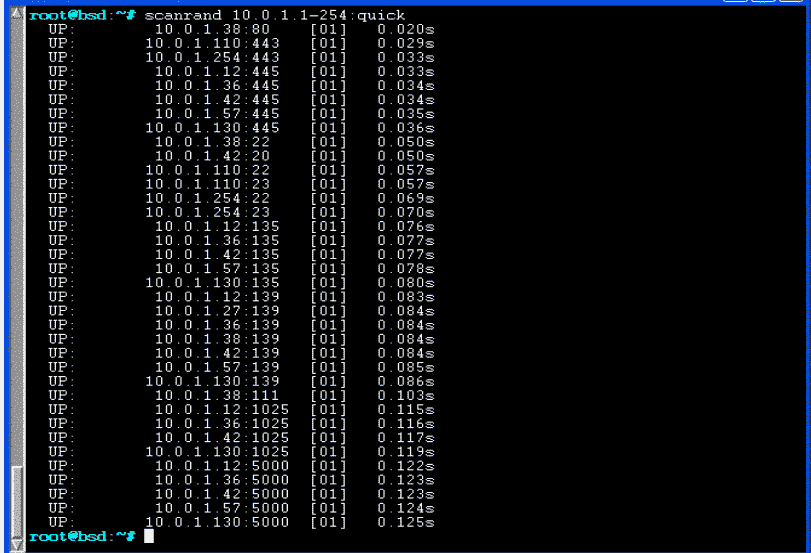 root@bsd:~# scanrand 10.0.1.1-254:quick
UP: 10.0.1.38:80 [01] 0.020s
UP: 10.0.1.110:443 [01] 0.029s
UP: 10.0.1.254:443 [01] 0.033s
UP: 10.0.1.12:445 [01] 0.033s
UP: 10.0.1.36:445 [01] 0.034s
UP: 10.0.1.42:445 [01] 0.034s
UP: 10.0.1.57:445 [01] 0.035s
UP: 10.0.1.130:445 [01] 0.036s
UP: 10.0.1.38:22 [01] 0.050s
UP: 10.0.1.42:20 [01] 0.050s
UP: 10.0.1.110:22 [01] 0.057s
UP: 10.0.1.110:23 [01] 0.057s
UP: 10.0.1.254:22 [01] 0.069s
UP: 10.0.1.254:23 [01] 0.070s
UP: 10.0.1.12:135 [01] 0.076s
UP: 10.0.1.36:135 [01] 0.077s
UP: 10.0.1.42:135 [01] 0.077s
UP: 10.0.1.57:135 [01] 0.078s
UP: 10.0.1.130:135 [01] 0.080s
UP: 10.0.1.12:139 [01] 0.083s
UP: 10.0.1.27:139 [01] 0.084s
UP: 10.0.1.36:139 [01] 0.084s
UP: 10.0.1.38:139 [01] 0.084s
UP: 10.0.1.42:139 [01] 0.084s
UP: 10.0.1.57:139 [01] 0.085s
UP: 10.0.1.130:139 [01] 0.086s
UP: 10.0.1.38:111 [01] 0.103s
UP: 10.0.1.12:1025 [01] 0.115s
UP: 10.0.1.36:1025 [01] 0.116s
UP: 10.0.1.42:1025 [01] 0.117s
UP: 10.0.1.130:1025 [01] 0.119s
UP: 10.0.1.12:5000 [01] 0.122s
UP: 10.0.1.36:5000 [01] 0.123s
UP: 10.0.1.42:5000 [01] 0.123s
UP: 10.0.1.57:5000 [01] 0.124s
UP: 10.0.1.130:5000 [01] 0.125s
root@bsd:~#